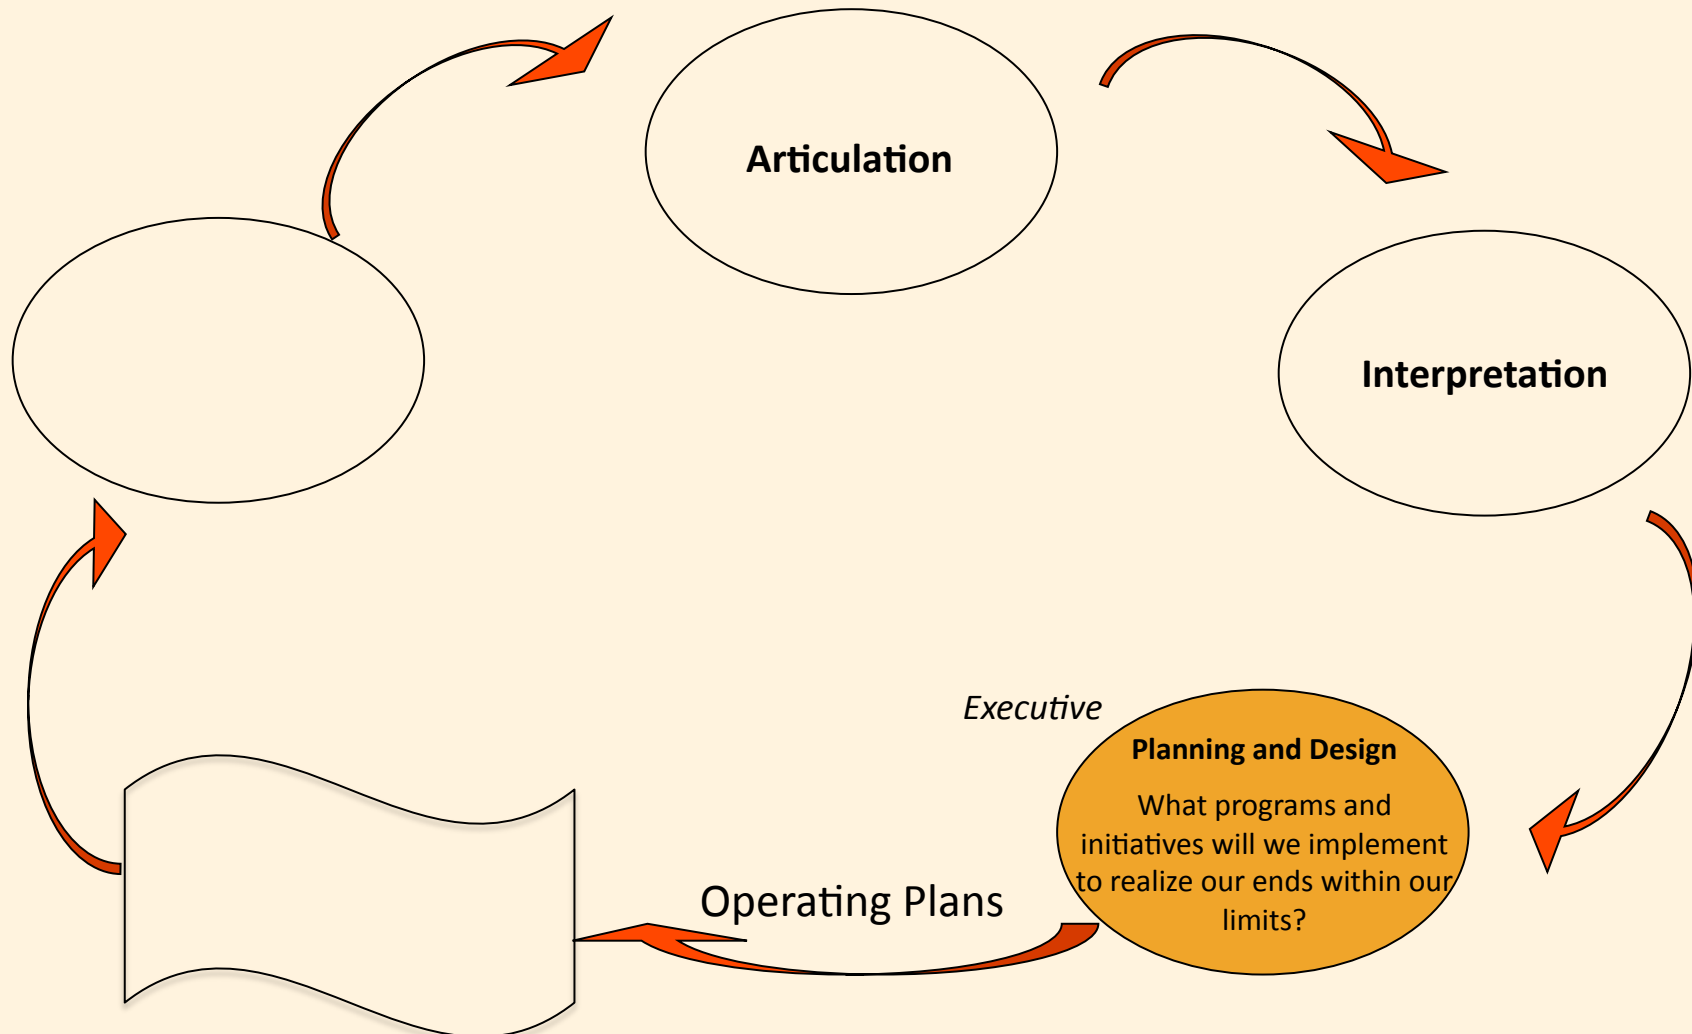 Articulation
Interpretation
Executive
Planning and Design
What programs and
initiatives will we implement
to realize our ends within our
limits?
Operating Plans